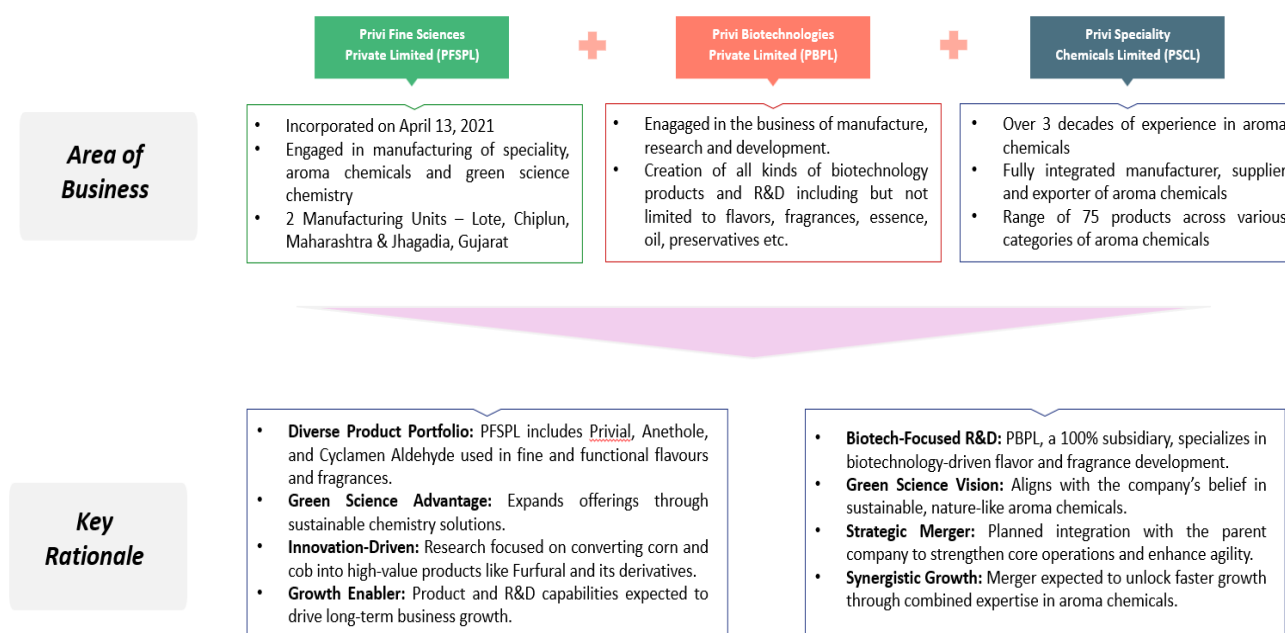 Privi Fine Sciences
Private Limited (PFSPL)
Privi Biotechnologies
Private Limited (PBPL)
Privi Speciality
Chemicals Limited (PSCL)
Area of
Business
• Incorporated on April 13, 2021
• Engaged in manufacturing of speciality,
aroma chemicals and green science
chemistry
• 2 Manufacturing Units – Lote, Chiplun,
Maharashtra & Jhagadia, Gujarat
• Enagaged in the business of manufacture,
research and development.
• Creation of all kinds of biotechnology
products and R&D including but not
limited to flavors, fragrances, essence,
oil, preservatives etc.
• Over 3 decades of experience in aroma
chemicals
• Fully integrated manufacturer, supplier
and exporter of aroma chemicals
• Range of 75 products across various
categories of aroma chemicals
Key
Rationale
• Diverse Product Portfolio: PFSPL includes Privial, Anethole,
and Cyclamen Aldehyde used in fine and functional flavours
and fragrances.
• Green Science Advantage: Expands offerings through
sustainable chemistry solutions.
• Innovation-Driven: Research focused on converting corn and
cob into high-value products like Furfural and its derivatives.
• Growth Enabler: Product and R&D capabilities expected to
drive long-term business growth.
• Biotech-Focused R&D: PBPL, a 100% subsidiary, specializes in
biotechnology-driven flavor and fragrance development.
• Green Science Vision: Aligns with the company's belief in
sustainable, nature-like aroma chemicals.
• Strategic Merger: Planned integration with the parent
company to strengthen core operations and enhance agility.
• Synergistic Growth: Merger expected to unlock faster growth
through combined expertise in aroma chemicals.